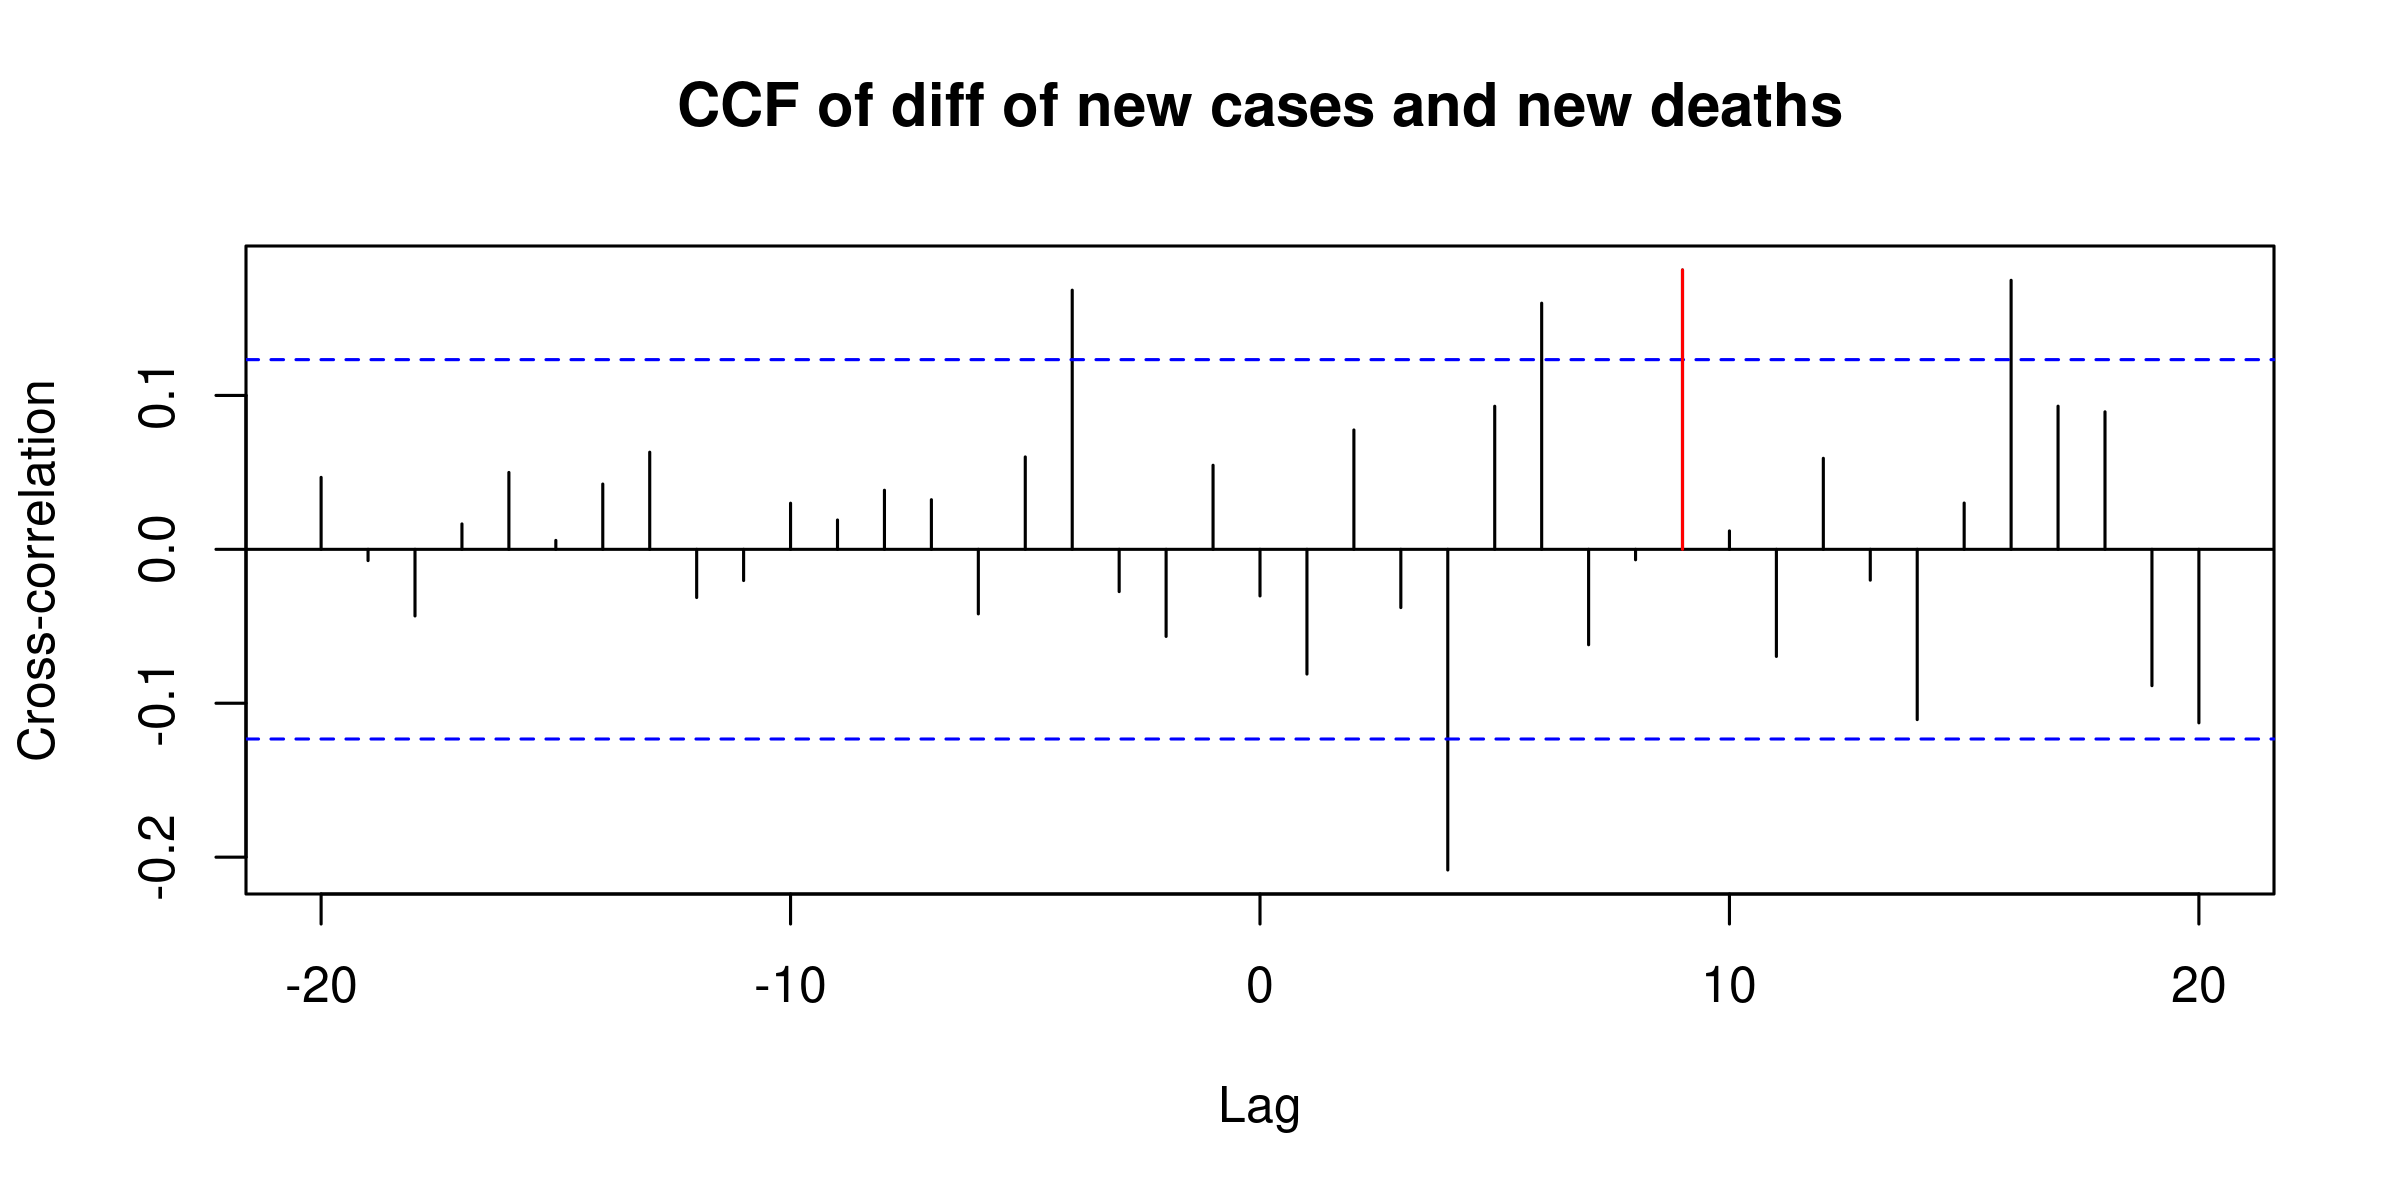 CCF of diff of new cases and new deaths
Cross-correlation
0.1
0.0
-0.1
-0.2
-20 -10 0 10 20
Lag